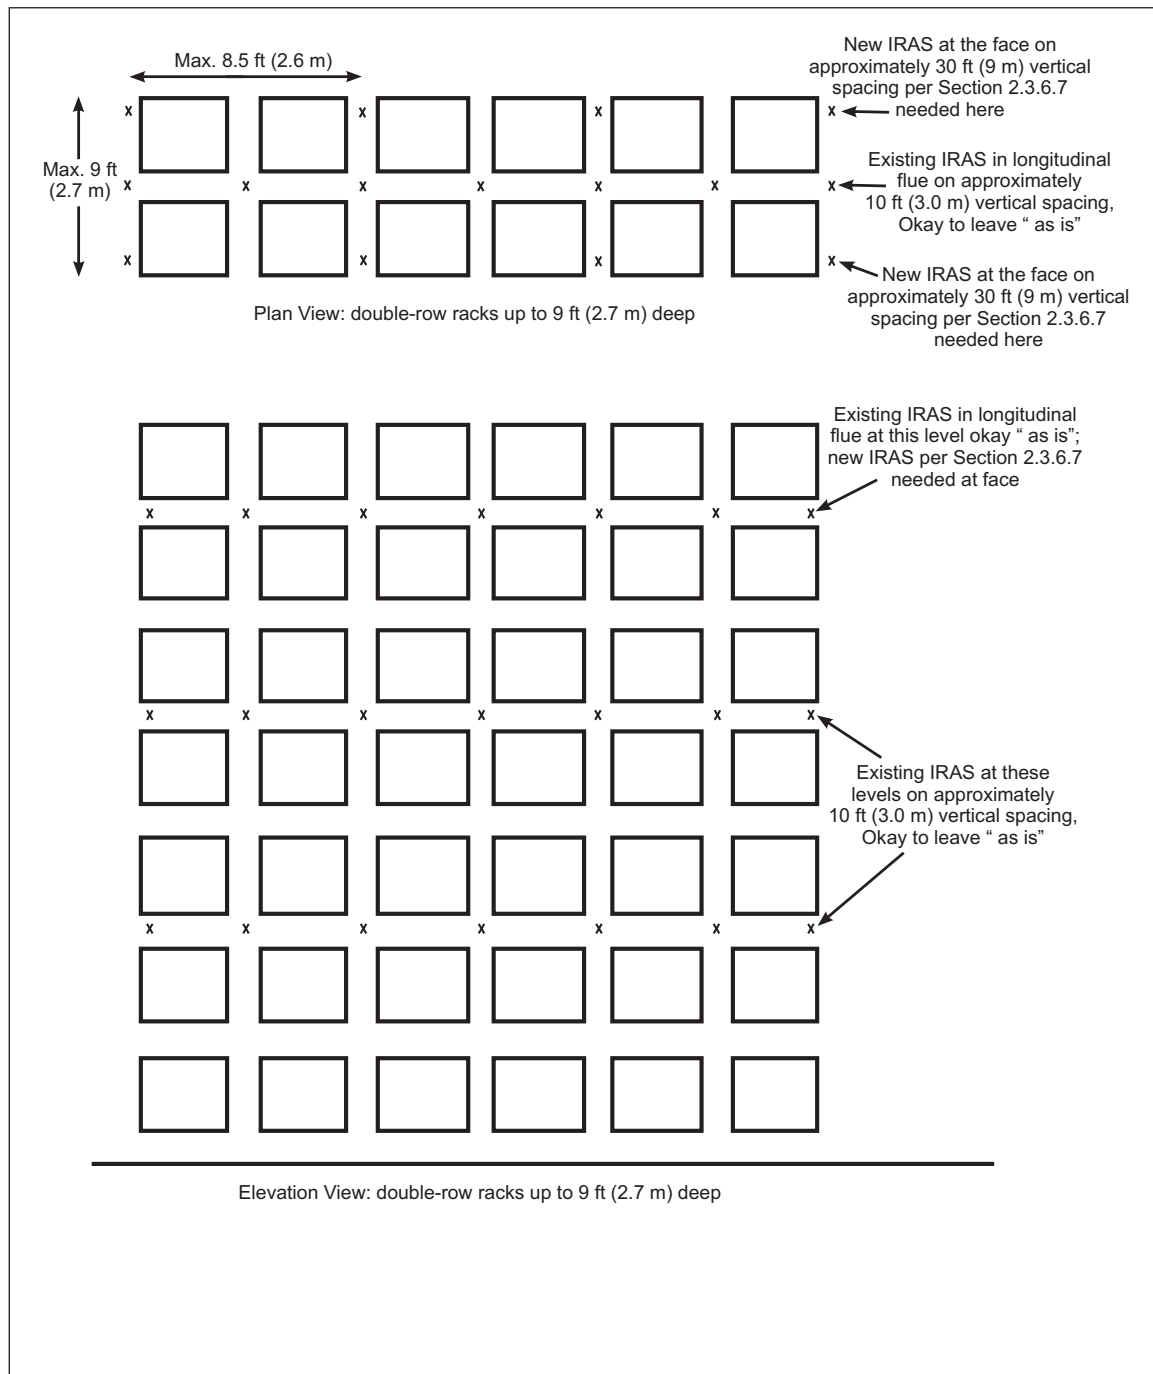 Max. 8.5 ft (2.6 m)
New IRAS at the face on
approximately 30 ft (9 m) vertical
spacing per Section 2.3.6.7
needed here
x x x x
Max. 9 ft
(2.7 m)
Existing IRAS in longitudinal
flue on approximately
10 ft (3.0 m) vertical spacing,
Okay to leave “ as is”
x x x x x x x
x x x x
New IRAS at the face on
approximately 30 ft (9 m) vertical
spacing per Section 2.3.6.7
needed here
Plan View: double-row racks up to 9 ft (2.7 m) deep
Existing IRAS in longitudinal
flue at this level okay “ as is”;
new IRAS per Section 2.3.6.7
needed at face
x x x x x x x
x x x x x x x
Existing IRAS at these
levels on approximately
10 ft (3.0 m) vertical spacing,
Okay to leave “ as is”
x x x x x x x
Elevation View: double-row racks up to 9 ft (2.7 m) deep